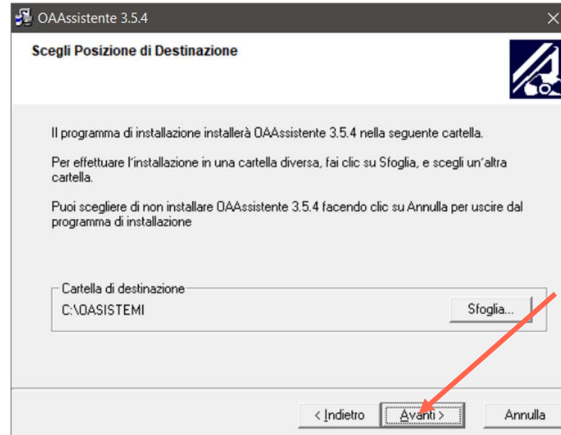 OAAssistente 3.5.4
Scegli Posizione di Destinazione
Il programma di installazione installerà OAAssistente 3.5.4 nella seguente cartella.
Per effettuare l'installazione in una cartella diversa, fai clic su Sfoglia, e scegli un'altra
cartella.
Puoi scegliere di non installare OAAssistente 3.5.4 facendo clic su Annulla per uscire dal
programma di installazione
Cartella di destinazione
C:\OASISTEMI
Sfoglia...
< Indietro
Avanti >
Annulla